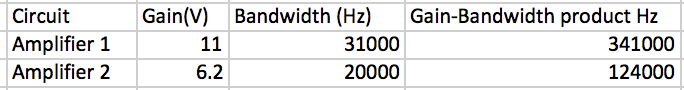 Circuit Gain(V) Bandwidth (Hz) Gain-Bandwidth product Hz
Amplifier 1 11 31000 341000
Amplifier 2 6.2 20000 124000